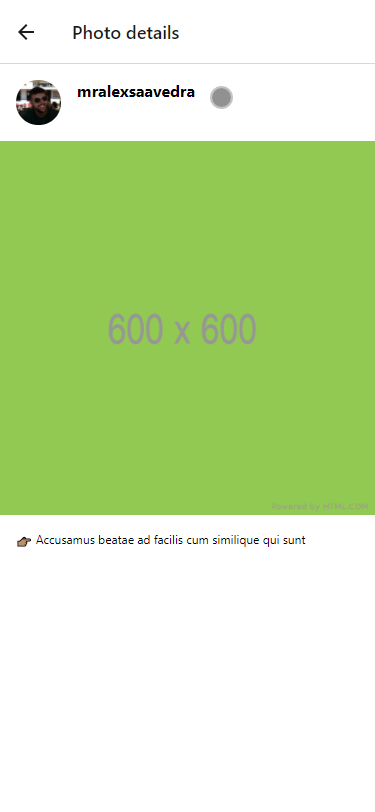 Photo details
mralexsaavedra
600 x 600
Powered by HTML.COM
👉🏽 Accusamus beatae ad facilis cum similique qui sunt